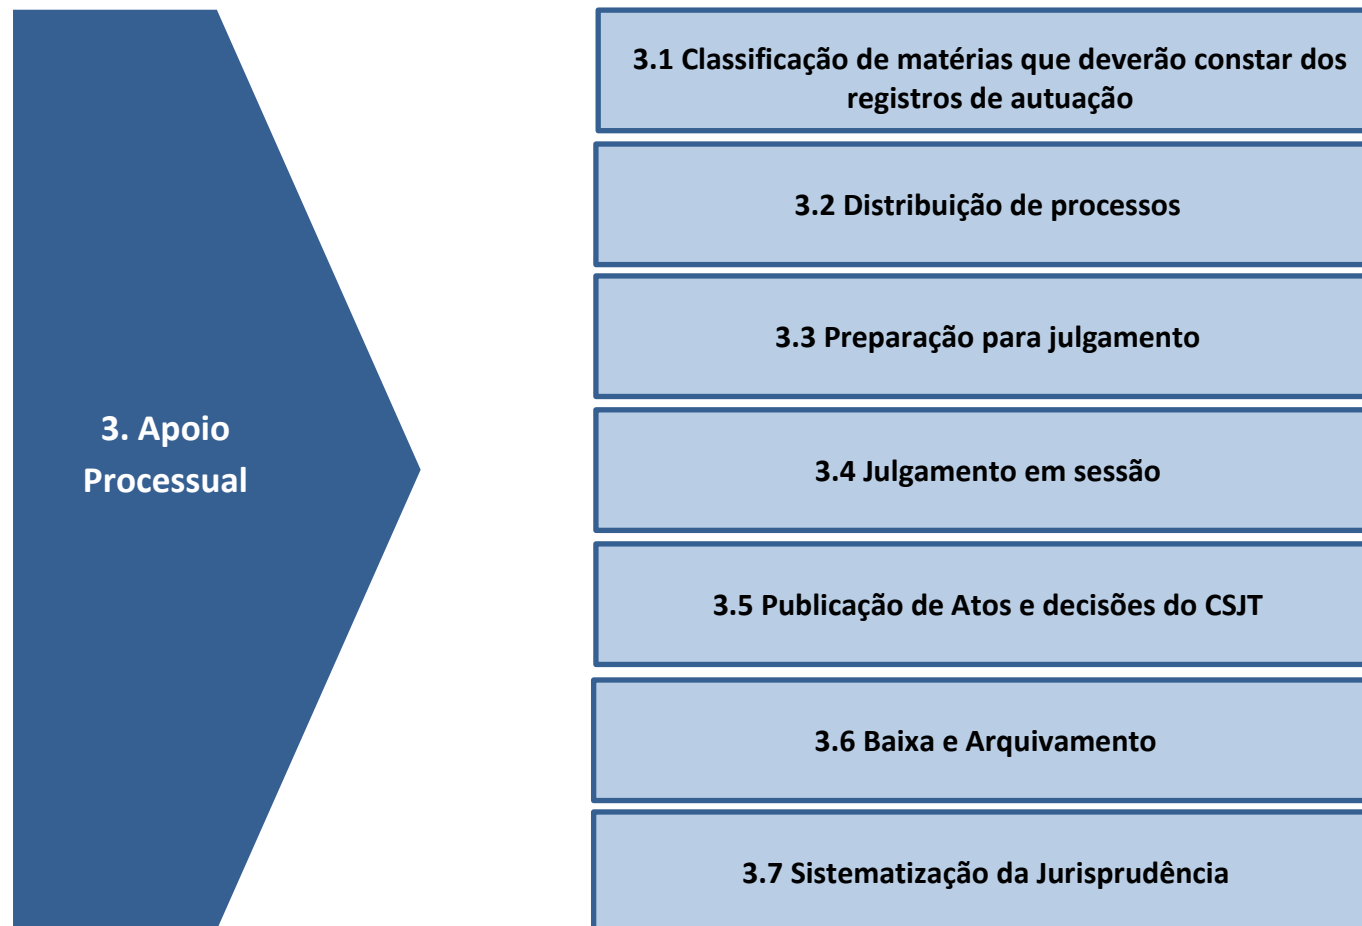 3. Apoio
Processual
3.1 Classificação de matérias que deverão constar dos
registros de autuação
3.2 Distribuição de processos
3.3 Preparação para julgamento
3.4 Julgamento em sessão
3.5 Publicação de Atos e decisões do CSJT
3.6 Baixa e Arquivamento
3.7 Sistematização da Jurisprudência